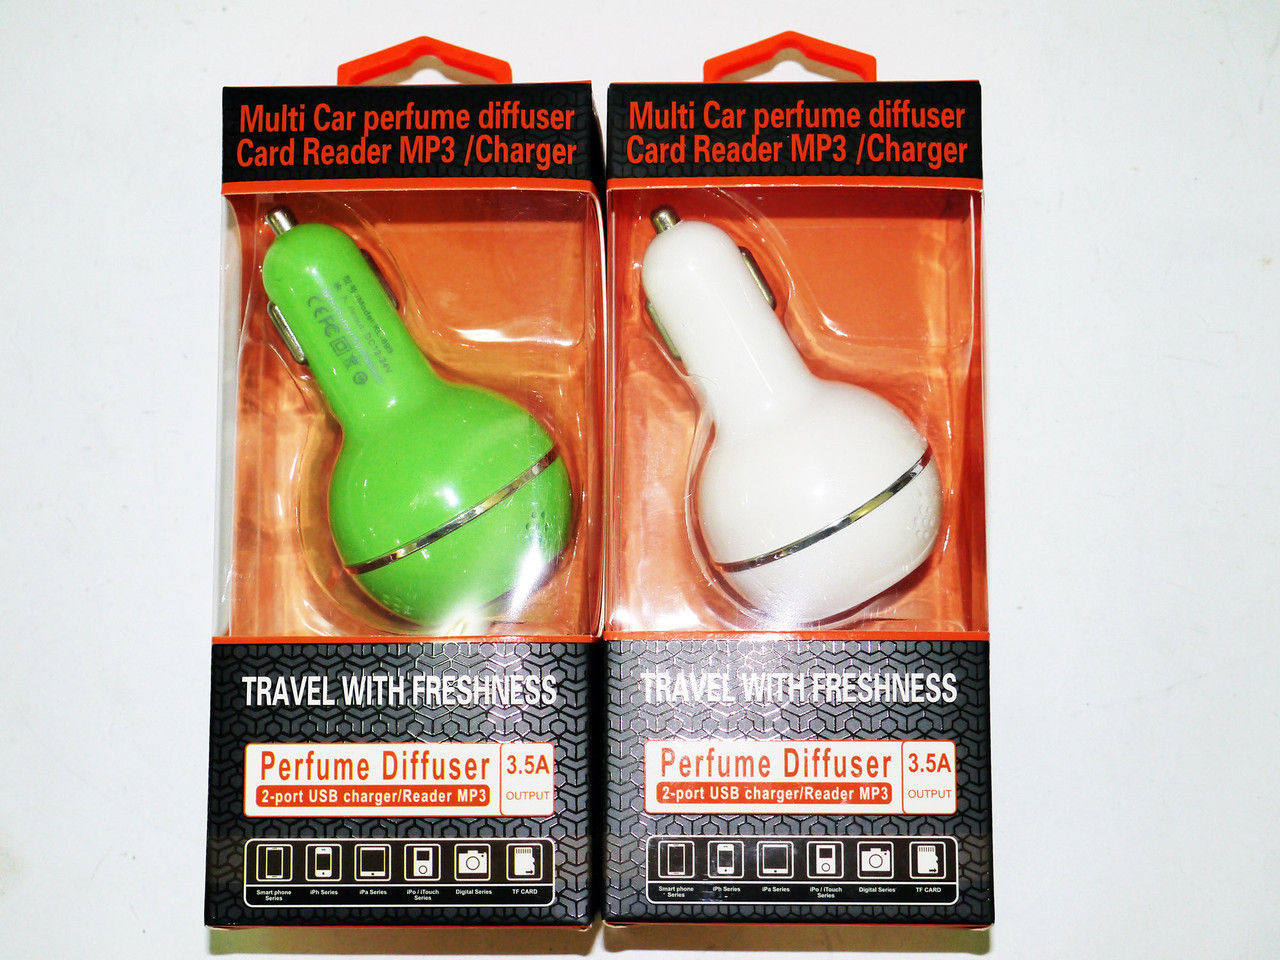 Multi Car perfume diffuser
Card Reader MP3 /Charger
CE FC
TRAVEL WITH FRESHNESS
Perfume Diffuser
2-port USB charger/Reader MP3
3.5A
OUTPUT
Smart phone
Series
iPh Series
iPa Series
iPo / iTouch
Series
Digital Series
TF CARD
Multi Car perfume diffuser
Card Reader MP3 /Charger
TRAVEL WITH FRESHNESS
Perfume Diffuser
2-port USB charger/Reader MP3
3.5A
OUTPUT
Smart phone
Series
iPh Series
iPa Series
iPo / iTouch
Series
Digital Series
TF CARD